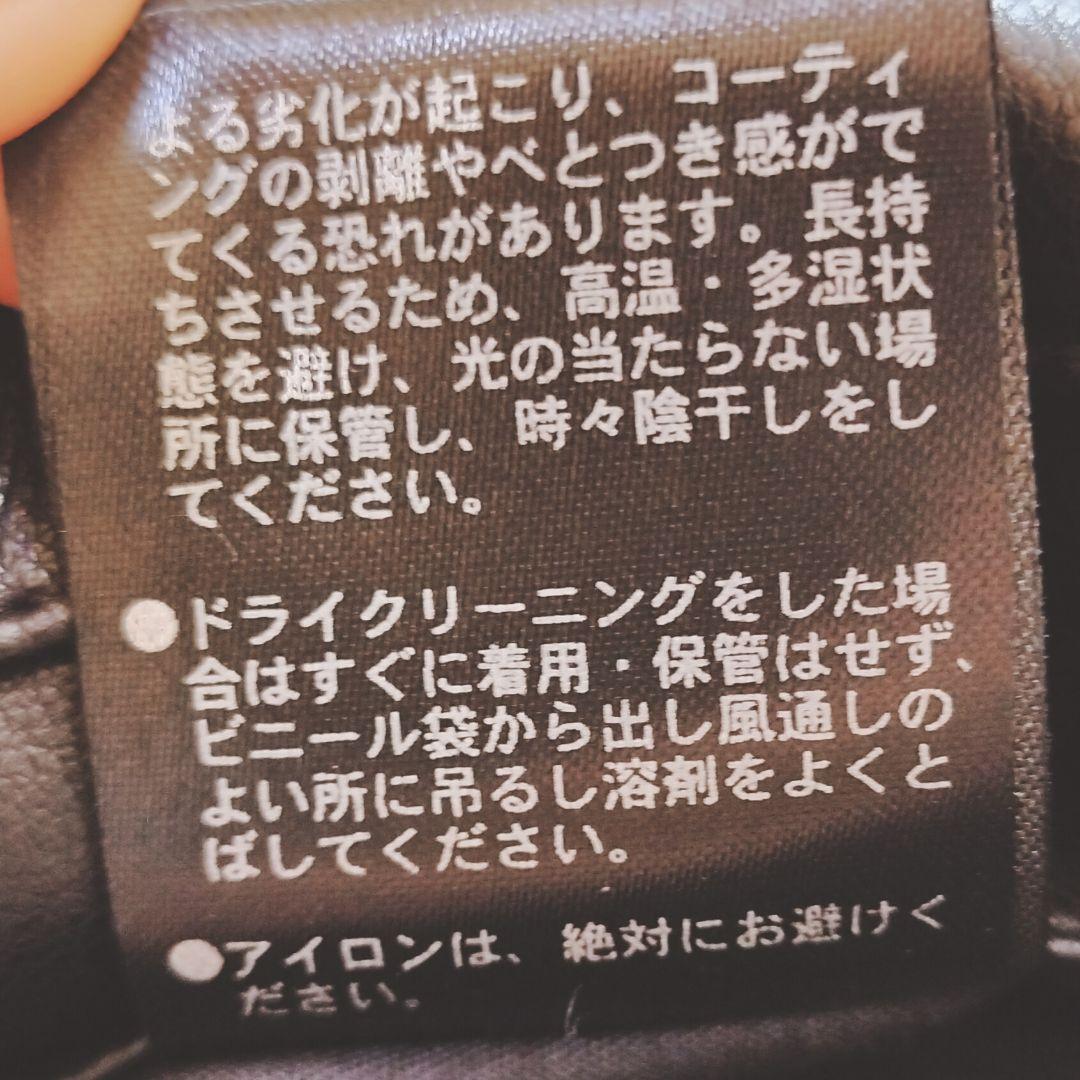 よる劣化が起こり、コーティ
ングの剥離やべとつき感がで
てくる恐れがあります。長持
ちさせるため、高温・多湿状
態を避け、光の当たらない場
所に保管し、時々陰干しをし
てください。
●ドライクリーニングをした場
合はすぐに着用・保管はせず、
ビニール袋から出し風通しの
よい所に吊るし溶剤をよくと
ばしてください。
●アイロンは、絶対にお避けく
ださい。